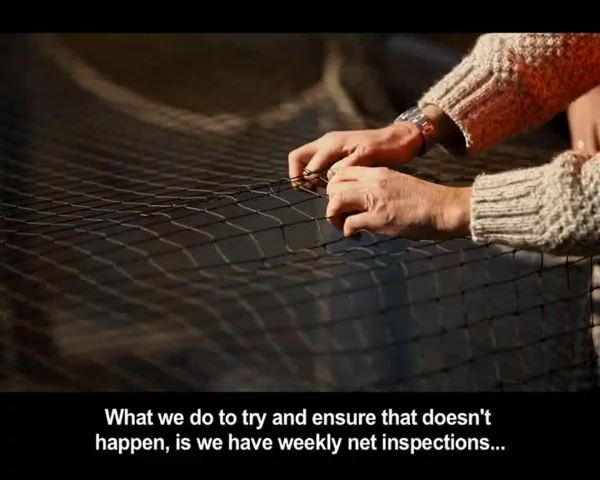 What we do to try and ensure that doesn't
happen, is we have weekly net inspections...